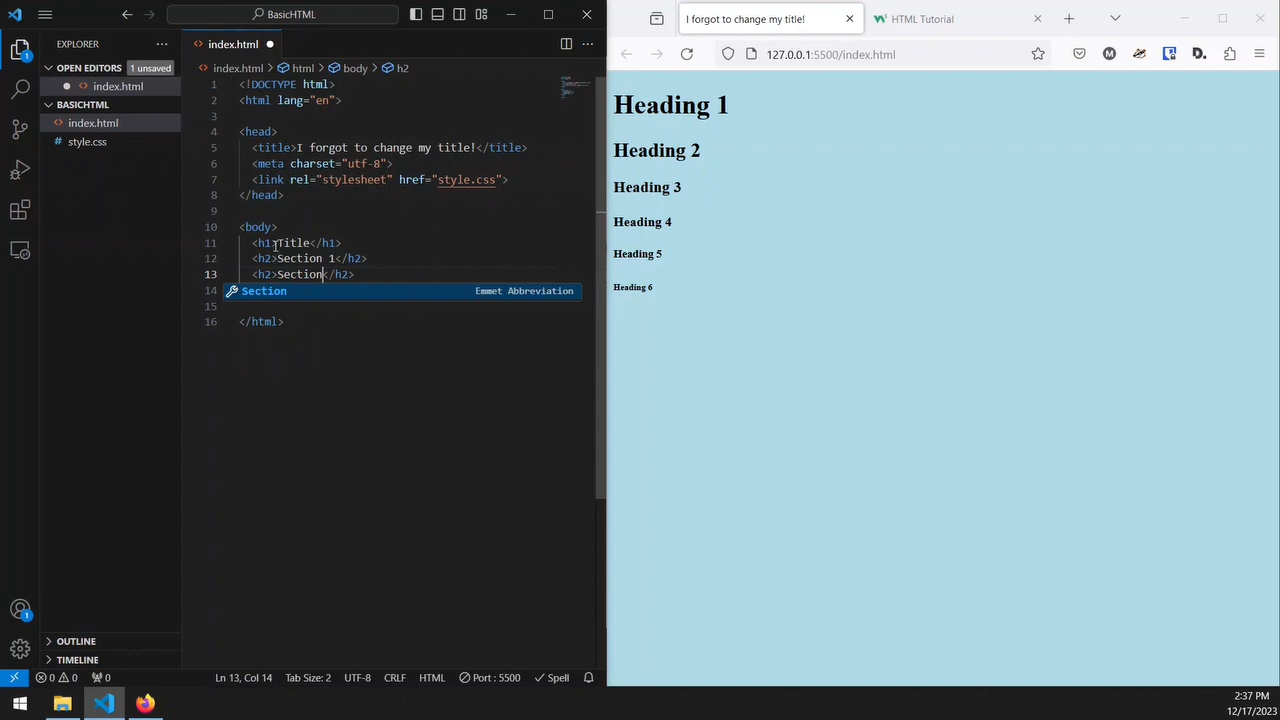 BasicHTML
EXPLORER
OPEN EDITORS 1 unsaved
index.html
BASICHTML
index.html
style.css
OUTLINE
TIMELINE
index.html
index.html > html > body > h2
1 <!DOCTYPE html>
2 <html lang="en">
3
4 <head>
5 <title>I forgot to change my title!</title>
6 <meta charset="utf-8">
7 <link rel="stylesheet" href="style.css">
8 </head>
9
10 <body>
11 <h1>Title</h1>
12 <h2>Section 1</h2>
13 <h2>Section</h2>
14 Section Emmet Abbreviation
15
16 </html>
0 0 0 Ln 13, Col 14 Tab Size: 2 UTF-8 CRLF HTML Port : 5500 Spell
I forgot to change my title!
HTML Tutorial
127.0.0.1:5500/index.html
Heading 1
Heading 2
Heading 3
Heading 4
Heading 5
Heading 6
2:37 PM
12/17/2023